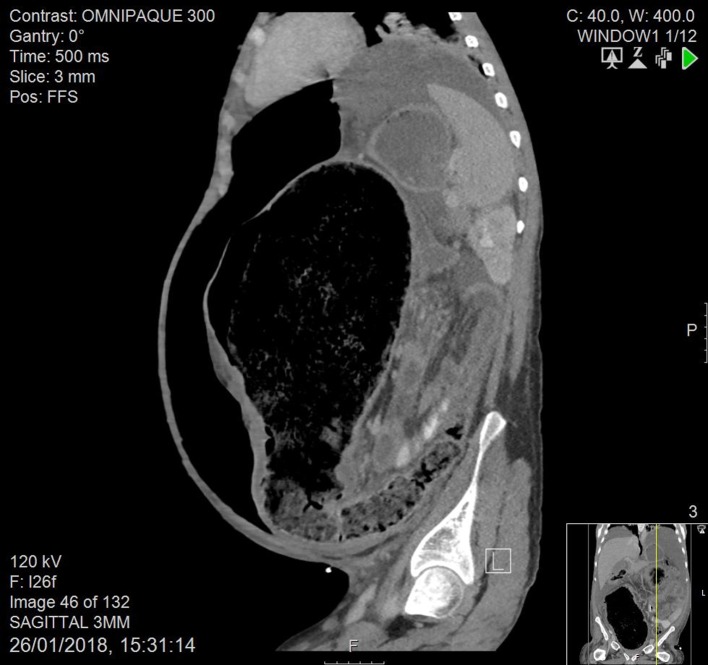 Contrast: OMNIPAQUE 300
Gantry: 0°
Time: 500 ms
Slice: 3 mm
Pos: FFS
C: 40.0, W: 400.0
WINDOW1 1/12
Z
P
3
L
L
120 kV
F: I26f
Image 46 of 132
SAGITTAL 3MM
26/01/2018, 15:31:14
F
F